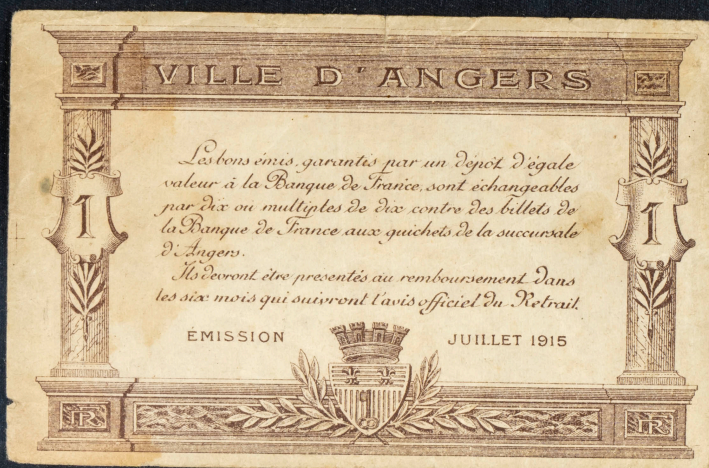 VILLE D'ANGERS
Les bons émis, garantis par un dépôt d'égale
valeur à la Banque de France, sont échangeables
par dix ou multiples de dix contre des billets de
la Banque de France aux guichets de la succursale
d'Angers.
Ils devront être presentés au remboursement dans
les six mois qui suivront l'avis officiel du Retrait.
1
1
ÉMISSION JUILLET 1915
RF
RF